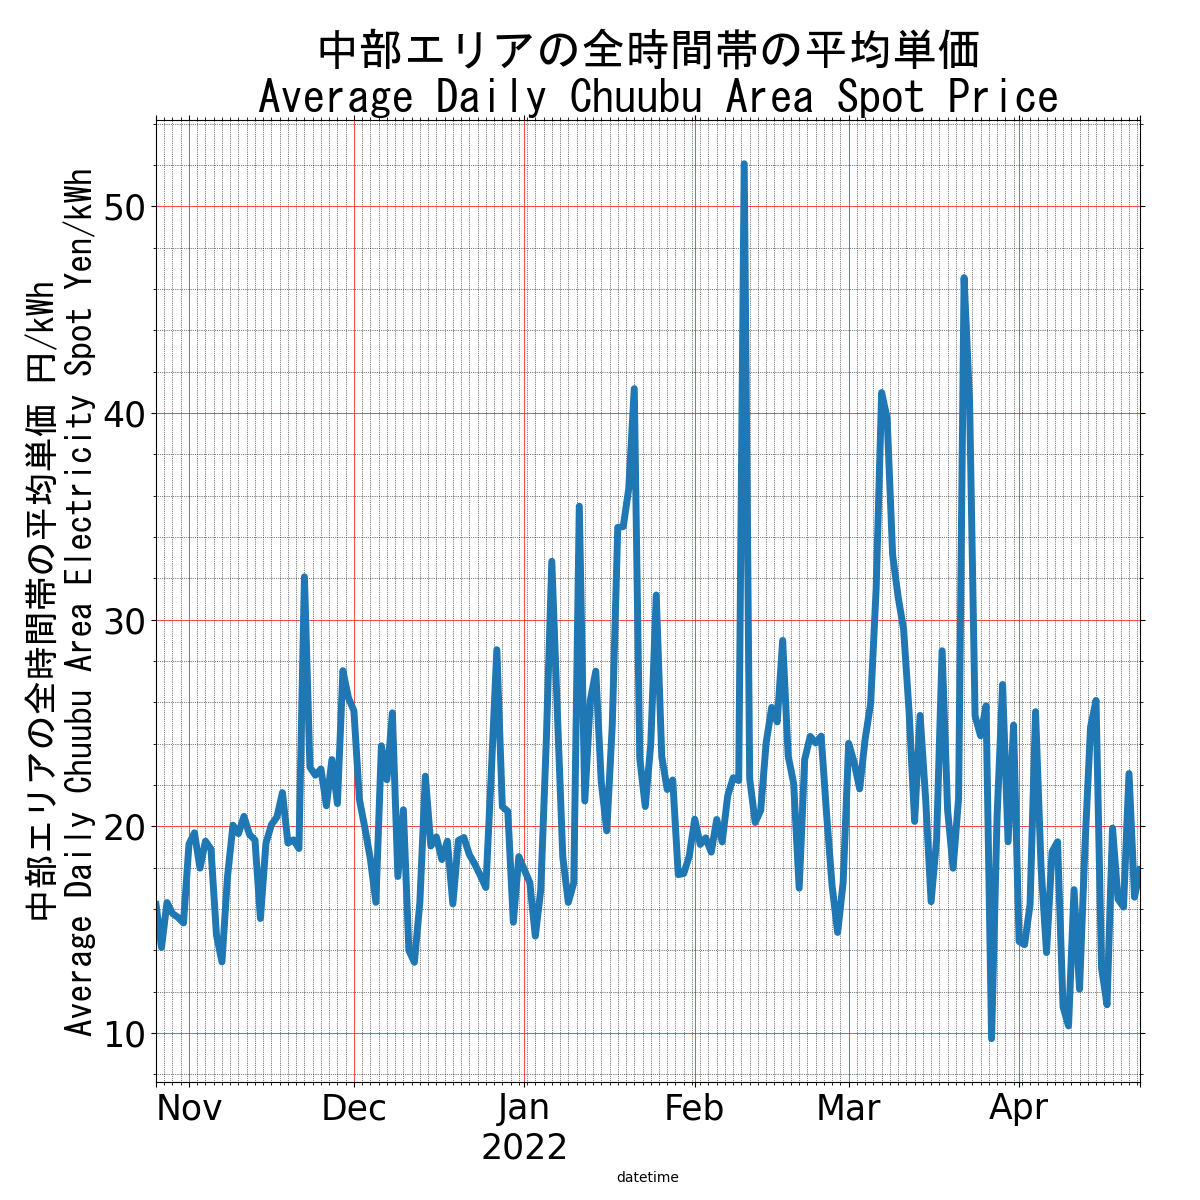 中部エリアの全時間帯の平均単価
Average Daily Chuubu Area Spot Price
中部エリアの全時間帯の平均単価 円/kWh
Average Daily Chuubu Area Electricity Spot Yen/kWh
50
40
30
20
10
Nov Dec Jan Feb Mar Apr
2022
datetime